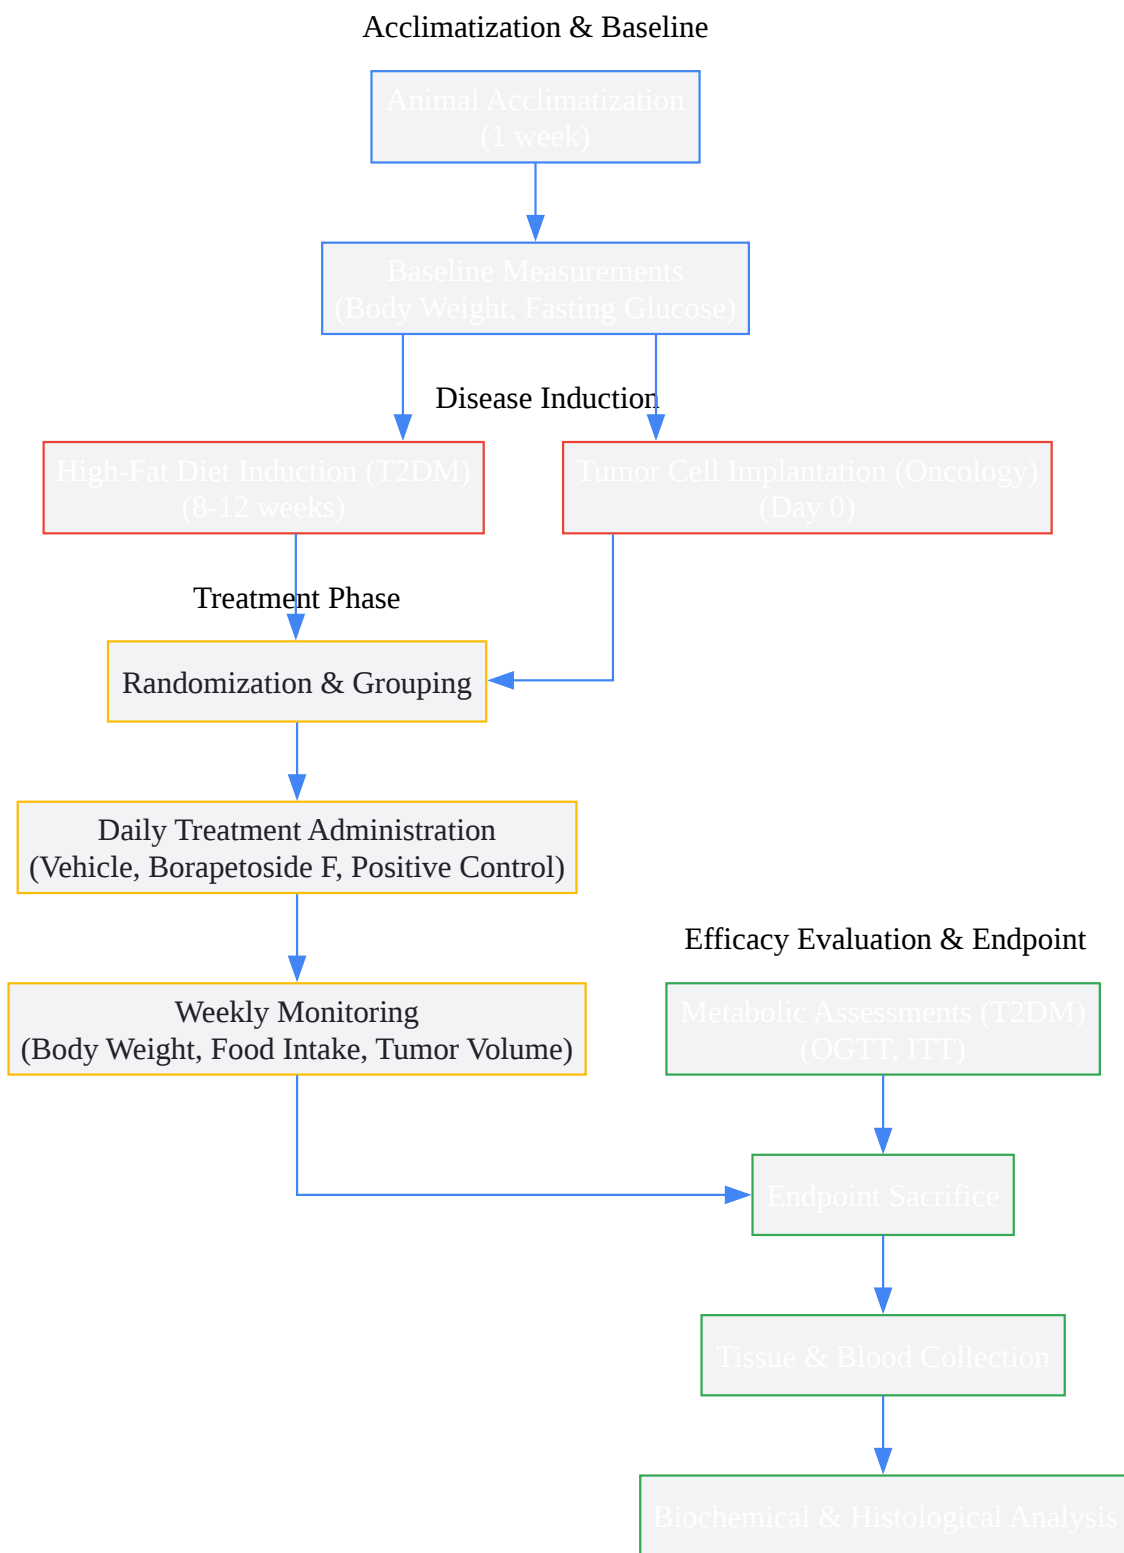 Acclimatization & Baseline
Animal Acclimatization
(1 week)
Baseline Measurements
(Body Weight, Fasting Glucose)
Disease Induction
High-Fat Diet Induction (T2DM)
(8-12 weeks)
Tumor Cell Implantation (Oncology)
(Day 0)
Treatment Phase
Randomization & Grouping
Daily Treatment Administration
(Vehicle, Borapetoside F, Positive Control)
Weekly Monitoring
(Body Weight, Food Intake, Tumor Volume)
Efficacy Evaluation & Endpoint
Metabolic Assessments (T2DM)
(OGTT, ITT)
Endpoint Sacrifice
Tissue & Blood Collection
Biochemical & Histological Analysis